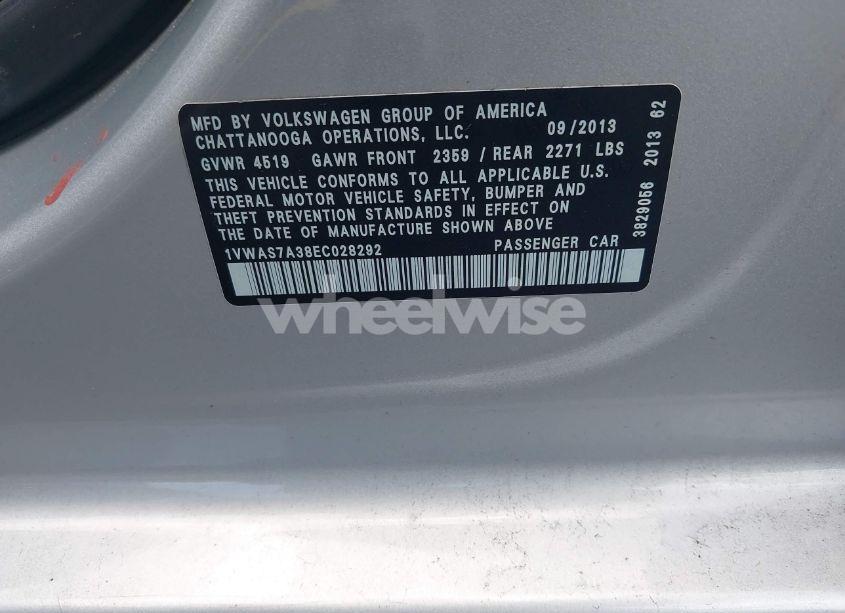 MFD BY VOLKSWAGEN GROUP OF AMERICA
CHATTANOOGA OPERATIONS, LLC. 09/2013
GVWR 4519 GAWR FRONT 2359 / REAR 2271 LBS
THIS VEHICLE CONFORMS TO ALL APPLICABLE U.S.
FEDERAL MOTOR VEHICLE SAFETY, BUMPER AND
THEFT PREVENTION STANDARDS IN EFFECT ON
THE DATE OF MANUFACTURE SHOWN ABOVE
1VWAS7A38EC028292 PASSENGER CAR
3829056 2013 62
wheelwise